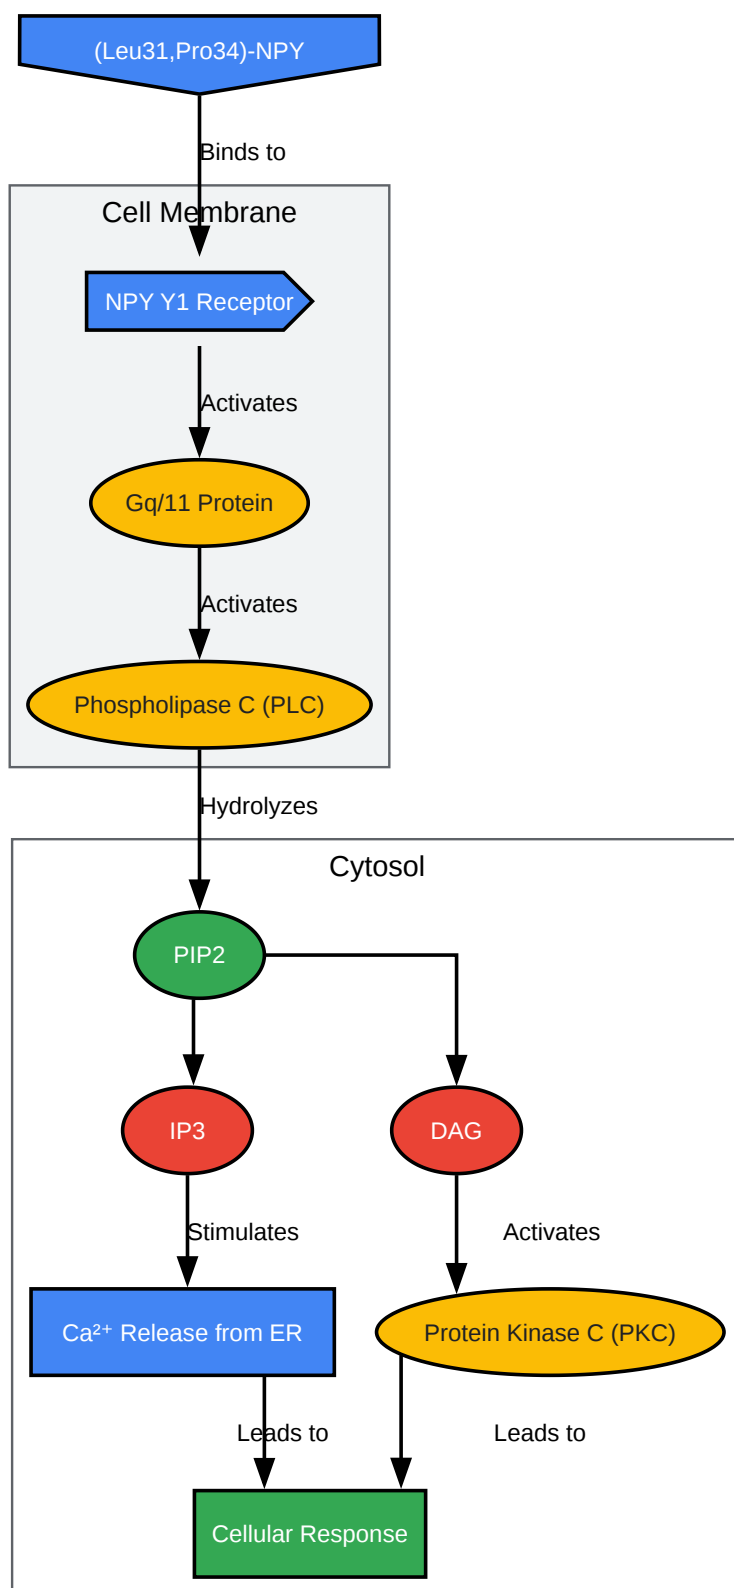 (Leu31,Pro34)-NPY
Binds to
Cell Membrane
NPY Y1 Receptor
Activates
Gq/11 Protein
Activates
Phospholipase C (PLC)
Hydrolyzes
Cytosol
PIP2
IP3
DAG
Stimulates
Activates
Ca²⁺ Release from ER
Protein Kinase C (PKC)
Leads to
Leads to
Cellular Response